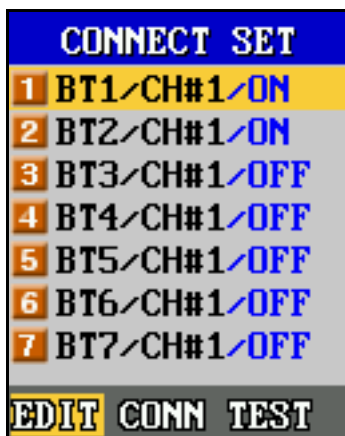 CONNECT SET
1 BT1/CH#1/ON
2 BT2/CH#1/ON
3 BT3/CH#1/OFF
4 BT4/CH#1/OFF
5 BT5/CH#1/OFF
6 BT6/CH#1/OFF
7 BT7/CH#1/OFF
EDIT CONN TEST